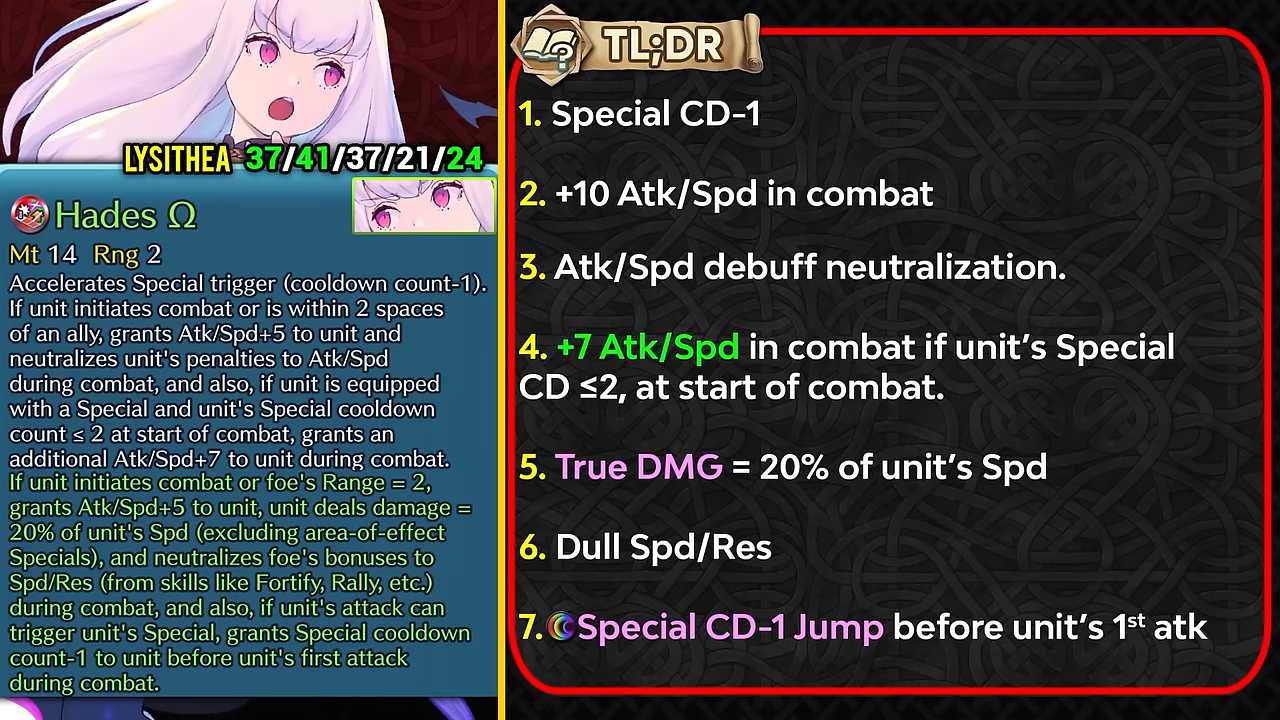 LYSITHEA 37/41/37/21/24
Hades Ω
Mt 14 Rng 2
Accelerates Special trigger (cooldown count-1).
If unit initiates combat or is within 2 spaces
of an ally, grants Atk/Spd+5 to unit and
neutralizes unit's penalties to Atk/Spd
during combat, and also, if unit is equipped
with a Special and unit's Special cooldown
count ≤ 2 at start of combat, grants an
additional Atk/Spd+7 to unit during combat.
If unit initiates combat or foe's Range = 2,
grants Atk/Spd+5 to unit, unit deals damage =
20% of unit's Spd (excluding area-of-effect
Specials), and neutralizes foe's bonuses to
Spd/Res (from skills like Fortify, Rally, etc.)
during combat, and also, if unit's attack can
trigger unit's Special, grants Special cooldown
count-1 to unit before unit's first attack
during combat.
TL;DR
1. Special CD-1
2. +10 Atk/Spd in combat
3. Atk/Spd debuff neutralization.
4. +7 Atk/Spd in combat if unit’s Special
CD ≤2, at start of combat.
5. True DMG = 20% of unit’s Spd
6. Dull Spd/Res
7. Special CD-1 Jump before unit’s 1st atk